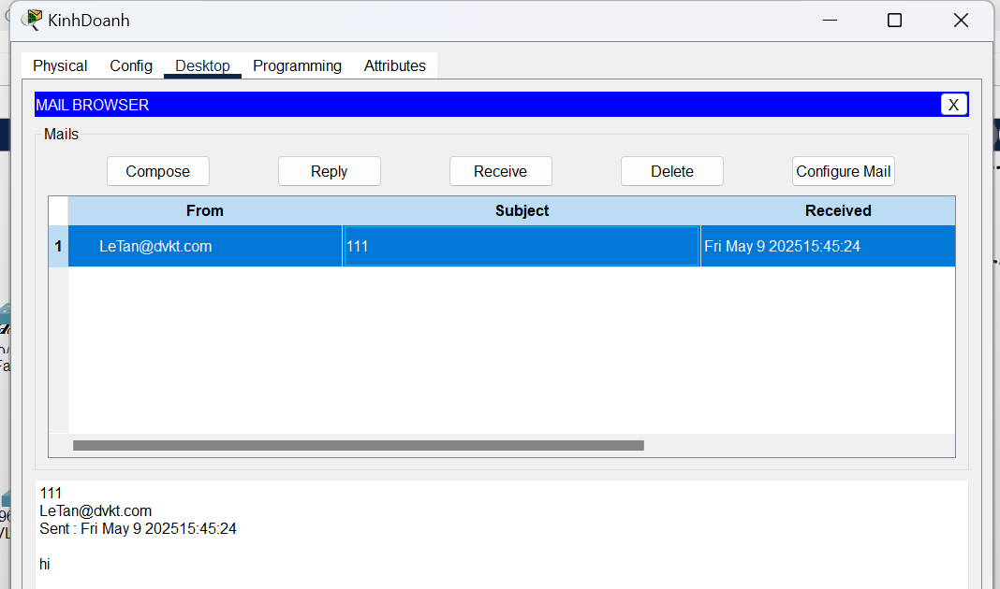 KinhDoanh
Physical Config Desktop Programming Attributes
MAIL BROWSER X
Mails
Compose Reply Receive Delete Configure Mail
From Subject Received
1 LeTan@dvkt.com 111 Fri May 9 202515:45:24
111
LeTan@dvkt.com
Sent : Fri May 9 202515:45:24
hi